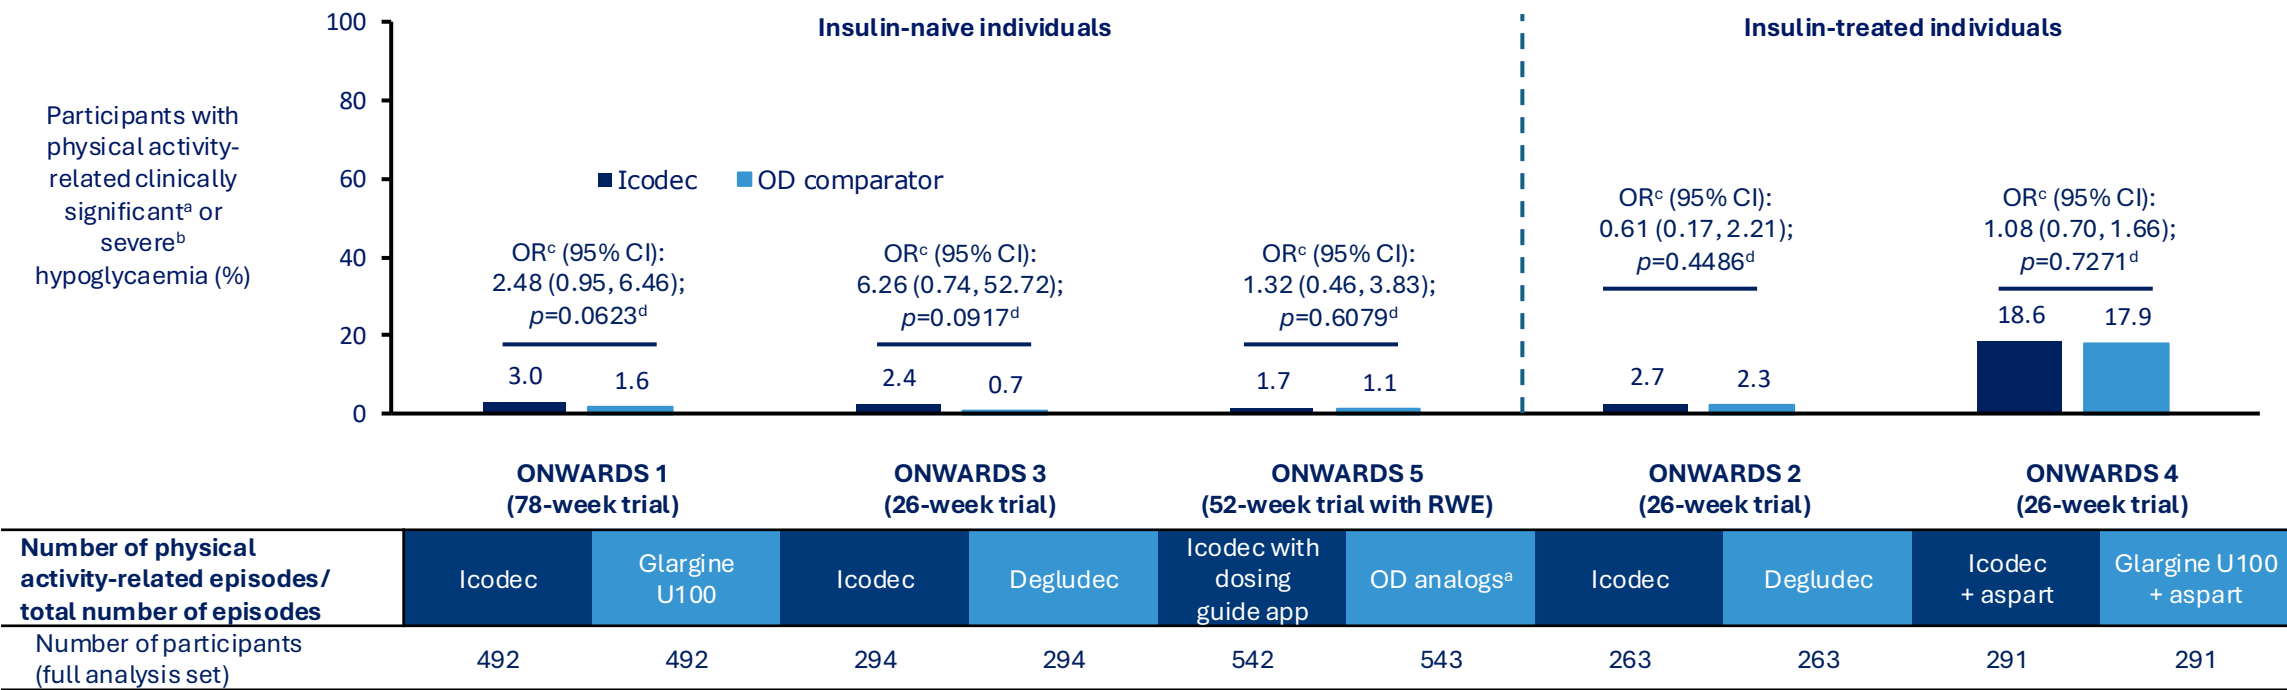 Participants with
physical activity-
related clinically
significantᵃ or
severeᵇ
hypoglycaemia (%)
100
80
60
40
20
0
Insulin-naive individuals
Insulin-treated individuals
Icodec
OD comparator
ORᶜ (95% CI):
2.48 (0.95, 6.46);
p=0.0623ᵈ
3.0
1.6
ORᶜ (95% CI):
6.26 (0.74, 52.72);
p=0.0917ᵈ
2.4
0.7
ORᶜ (95% CI):
1.32 (0.46, 3.83);
p=0.6079ᵈ
1.7
1.1
ORᶜ (95% CI):
0.61 (0.17, 2.21);
p=0.4486ᵈ
2.7
2.3
ORᶜ (95% CI):
1.08 (0.70, 1.66);
p=0.7271ᵈ
18.6
17.9
ONWARDS 1
(78-week trial)
ONWARDS 3
(26-week trial)
ONWARDS 5
(52-week trial with RWE)
ONWARDS 2
(26-week trial)
ONWARDS 4
(26-week trial)
Number of physical
activity-related episodes/
total number of episodes
Icodec
Glargine
U100
Icodec
Degludec
Icodec with
dosing
guide app
OD analogsᵃ
Icodec
Degludec
Icodec
+ aspart
Glargine U100
+ aspart
Number of participants
(full analysis set)
492
492
294
294
542
543
263
263
291
291